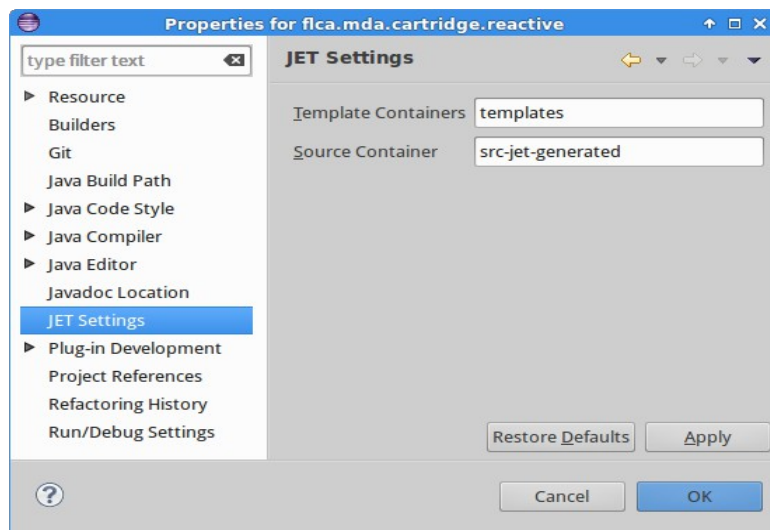 Properties for flca.mda.cartridge.reactive
type filter text
Resource
Builders
Git
Java Build Path
Java Code Style
Java Compiler
Java Editor
Javadoc Location
JET Settings
Plug-in Development
Project References
Refactoring History
Run/Debug Settings
JET Settings
Template Containers templates
Source Container src-jet-generated
Restore Defaults Apply
? Cancel OK